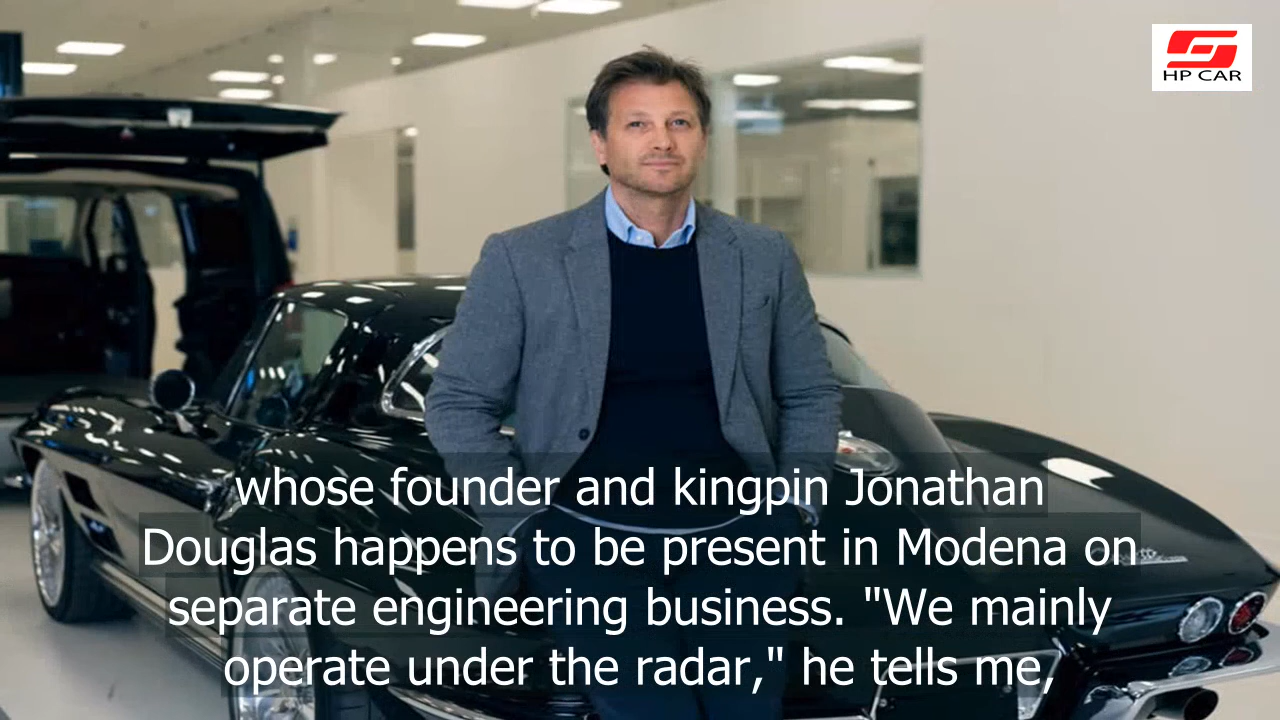 HP CAR
whose founder and kingpin Jonathan
Douglas happens to be present in Modena on
separate engineering business. "We mainly
operate under the radar," he tells me,